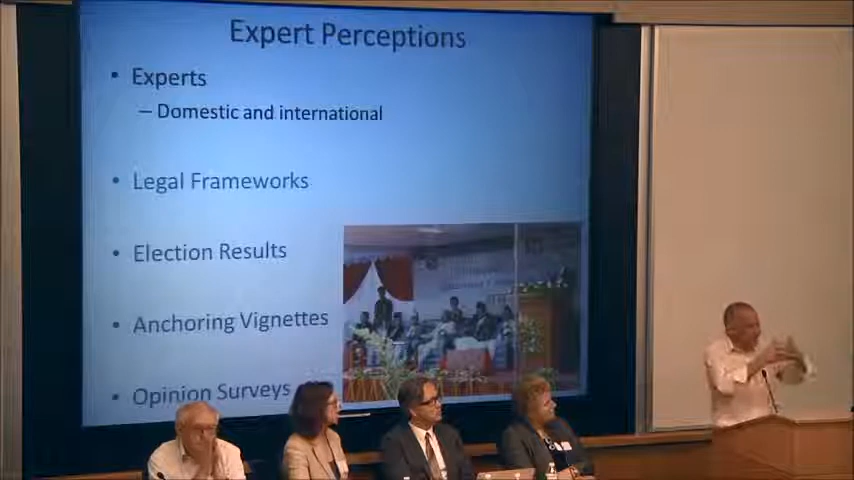 Expert Perceptions
• Experts
– Domestic and international
• Legal Frameworks
• Election Results
• Anchoring Vignettes
• Opinion Surveys